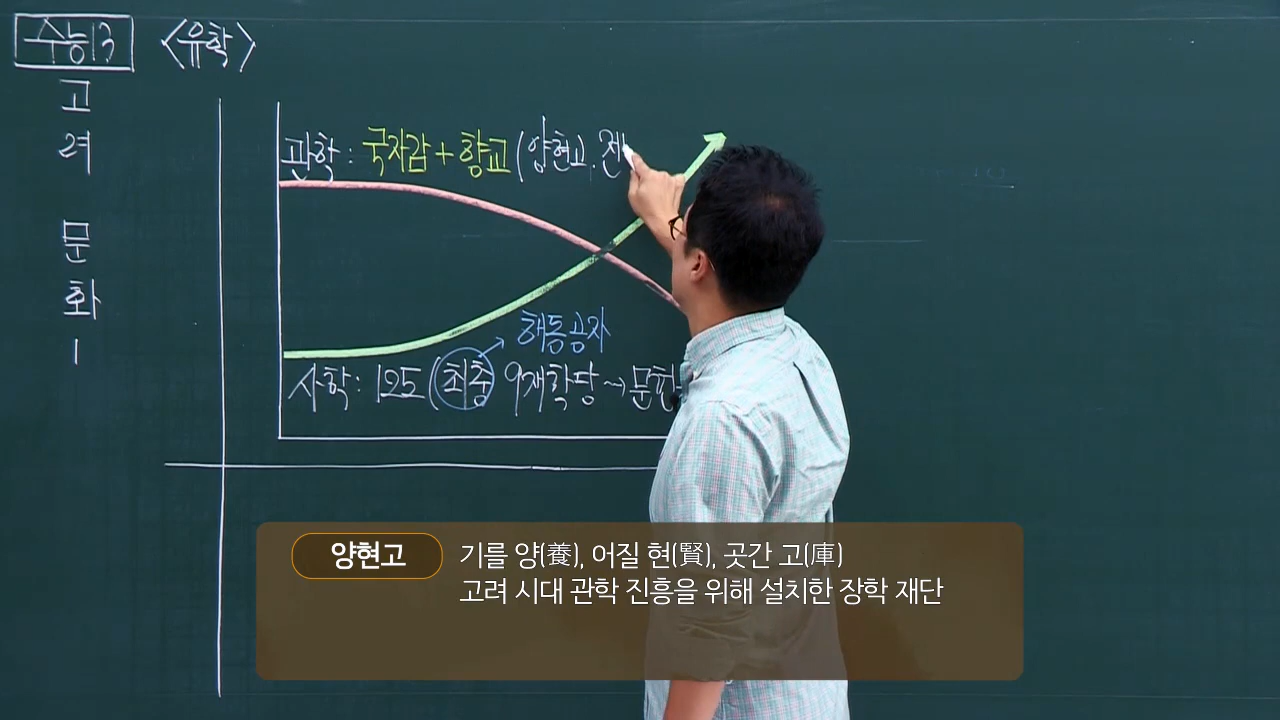 수능13
<유학>
고
려
문
화
1
관학 : 국자감 + 향교 (양현고,
해동공자
사학 : 12도 (최충 9재학당 → 문헌
양현고
기를 양(養), 어질 현(賢), 곳간 고(庫)
고려 시대 관학 진흥을 위해 설치한 장학 재단